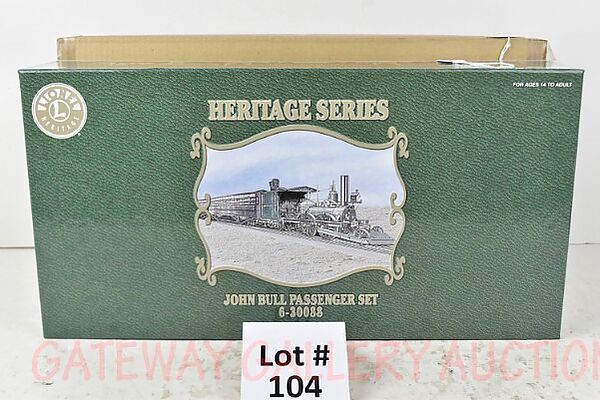 LIONEL
HERITAGE
FOR AGES 14 TO ADULT
HERITAGE SERIES
JOHN BULL PASSENGER SET
6-30088
GATEWAY GALLERY AUCTION
Lot #
104